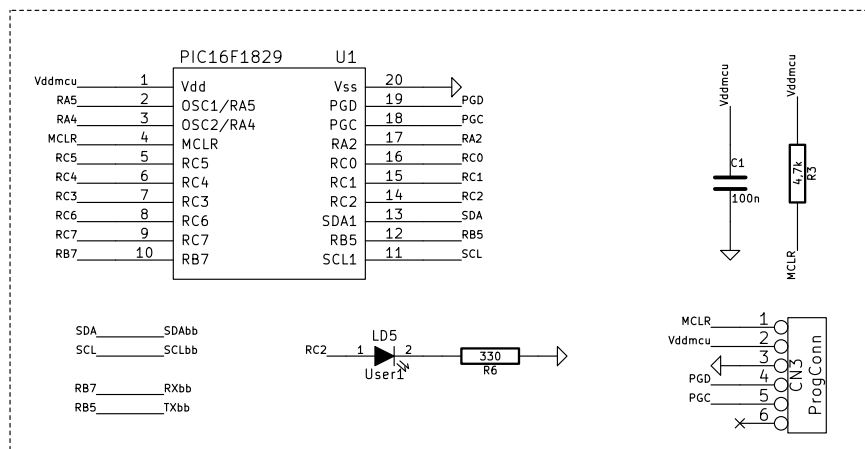 PIC16F1829 U1
Vddmcu 1 Vdd Vss 20
RA5 2 OSC1/RA5 PGD 19 PGD
RA4 3 OSC2/RA4 PGC 18 PGC
MCLR 4 MCLR RA2 17 RA2
RC5 5 RC5 RC0 16 RC0
RC4 6 RC4 RC1 15 RC1
RC3 7 RC3 RC2 14 RC2
RC6 8 RC6 SDA1 13 SDA
RC7 9 RC7 RB5 12 RB5
RB7 10 RB7 SCL1 11 SCL
Vddmcu
C1
100n
Vddmcu
4,7k
R3
MCLR
SDA SDAbb
SCL SCLbb
RB7 RXbb
RB5 TXbb
LD5
RC2 1 2 330
User1 R6
MCLR 1
Vddmcu 2
3
PGD 4
PGC 5
6
CN3
ProgConn